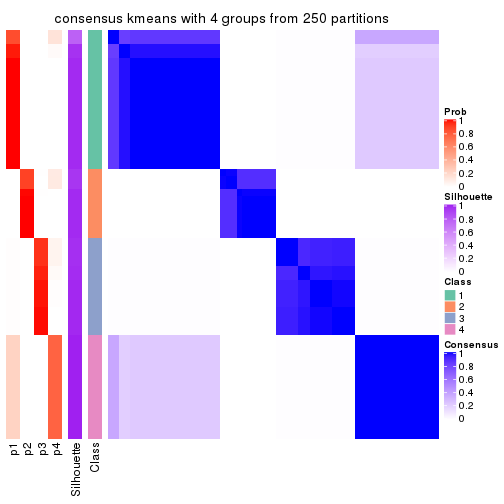 consensus kmeans with 4 groups from 250 partitions
Prob
1
0.8
0.6
0.4
0.2
0
Silhouette
1
0.8
0.6
0.4
0.2
0
Class
1
2
3
4
Consensus
1
0.8
0.6
0.4
0.2
0
p1
p2
p3
p4
Silhouette
Class